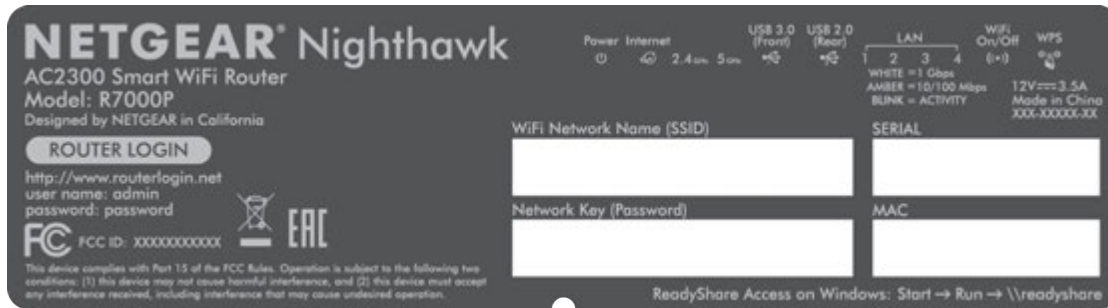 NETGEAR® Nighthawk
AC2300 Smart WiFi Router
Model: R7000P
Designed by NETGEAR in California
ROUTER LOGIN
http://www.routerlogin.net
user name: admin
password: password
FC FCC ID: XXXXXXXXXXX
EAC
This device complies with Part 15 of the FCC Rules. Operation is subject to the following two
conditions: (1) this device may not cause harmful interference, and (2) this device must accept
any interference received, including interference that may cause undesired operation.
Power Internet
2.4 GHz 5 GHz
USB 3.0
(Front)
USB 2.0
(Rear)
LAN
1 2 3 4
WHITE = 1 Gbps
AMBER = 10/100 Mbps
BLINK = ACTIVITY
WiFi
On/Off
WPS
12V⎓3.5A
Made in China
XXX-XXXXX-XX
WiFi Network Name (SSID)
SERIAL
Network Key (Password)
MAC
ReadyShare Access on Windows: Start → Run → \\readyshare